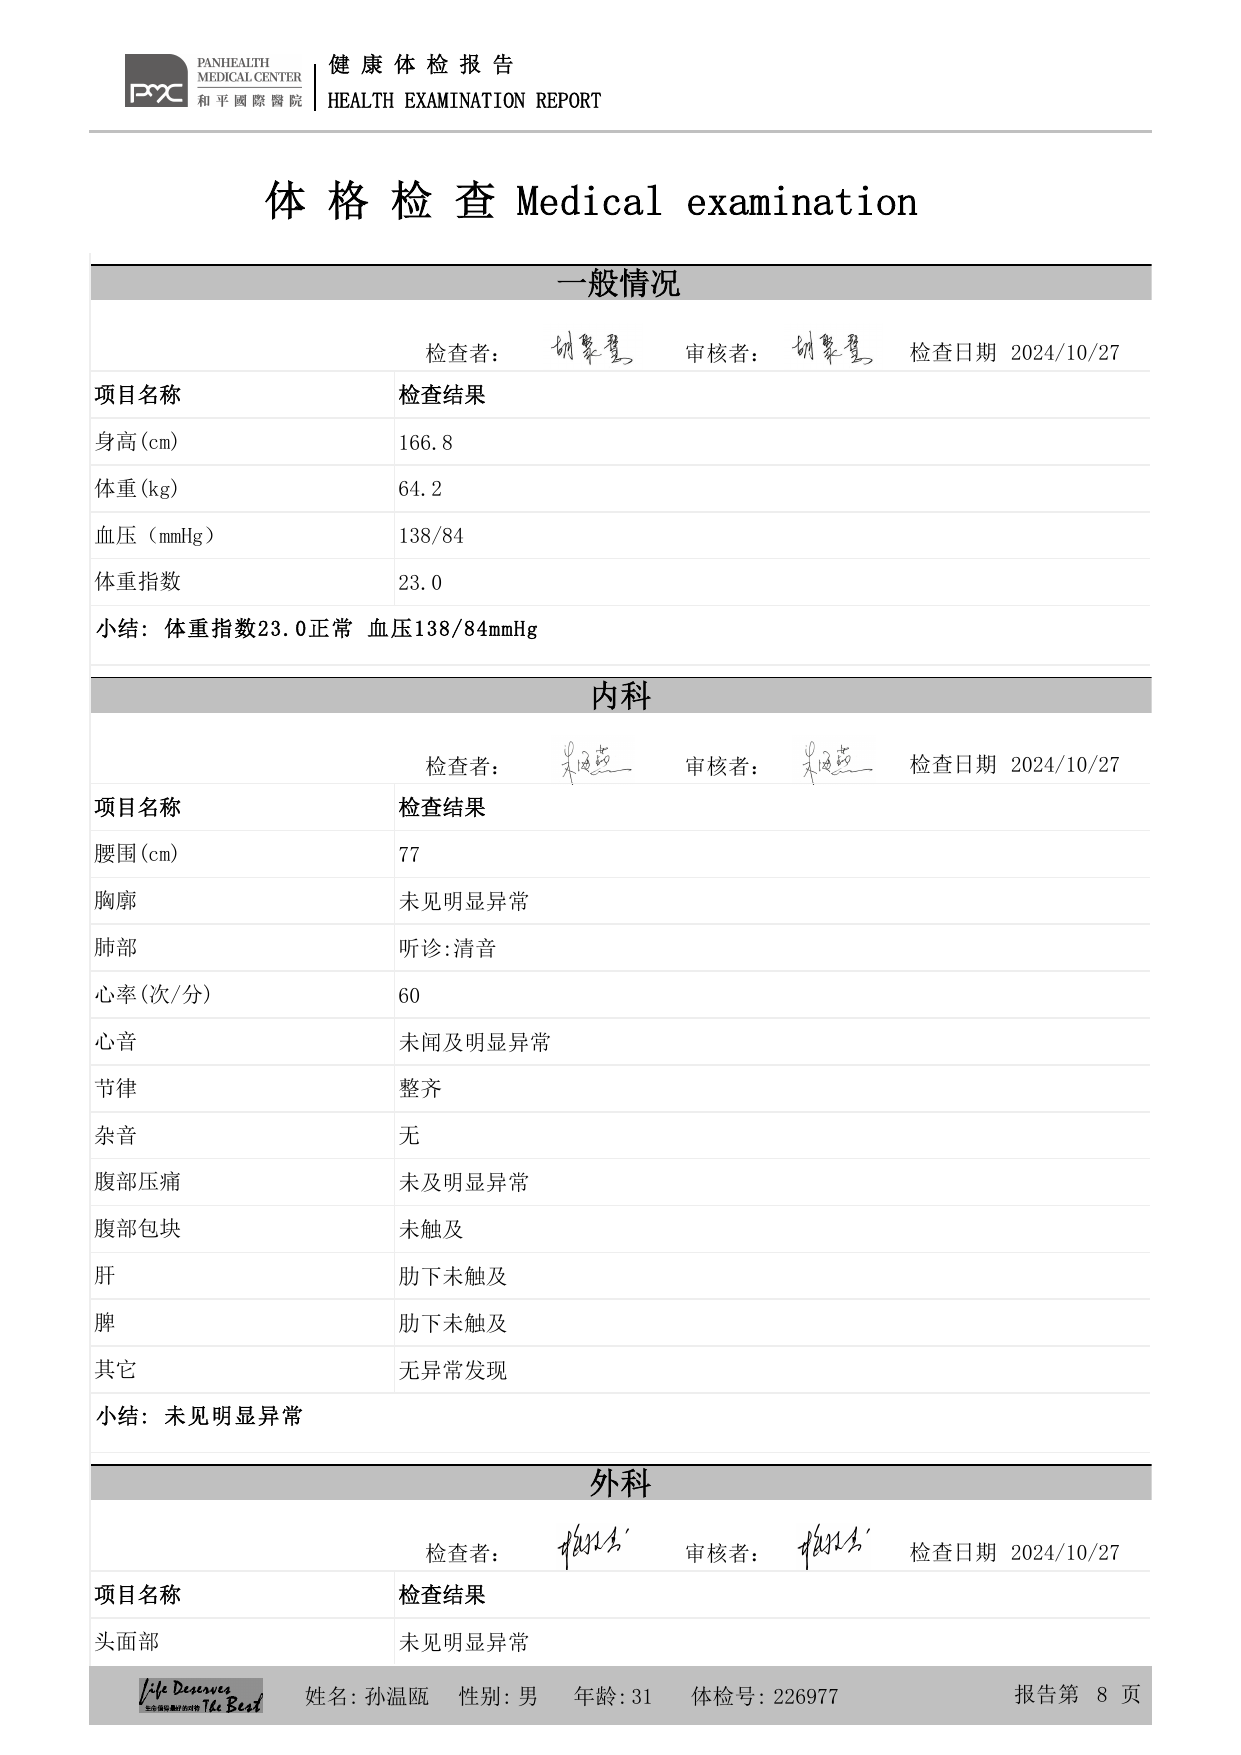 PANHEALTH
MEDICAL CENTER
和平國際醫院
PMC
健康体检报告
HEALTH EXAMINATION REPORT
体格检查 Medical examination
一般情况
检查者： 审核者： 检查日期 2024/10/27
项目名称 检查结果
身高(cm) 166.8
体重(kg) 64.2
血压（mmHg） 138/84
体重指数 23.0
小结: 体重指数23.0正常 血压138/84mmHg
内科
检查者： 审核者： 检查日期 2024/10/27
项目名称 检查结果
腰围(cm) 77
胸廓 未见明显异常
肺部 听诊:清音
心率(次/分) 60
心音 未闻及明显异常
节律 整齐
杂音 无
腹部压痛 未及明显异常
腹部包块 未触及
肝 肋下未触及
脾 肋下未触及
其它 无异常发现
小结: 未见明显异常
外科
检查者： 审核者： 检查日期 2024/10/27
项目名称 检查结果
头面部 未见明显异常
Life Deserves
生命值得最好的对待 The Best
姓名: 孙温瓯 性别: 男 年龄: 31 体检号: 226977 报告第 8 页